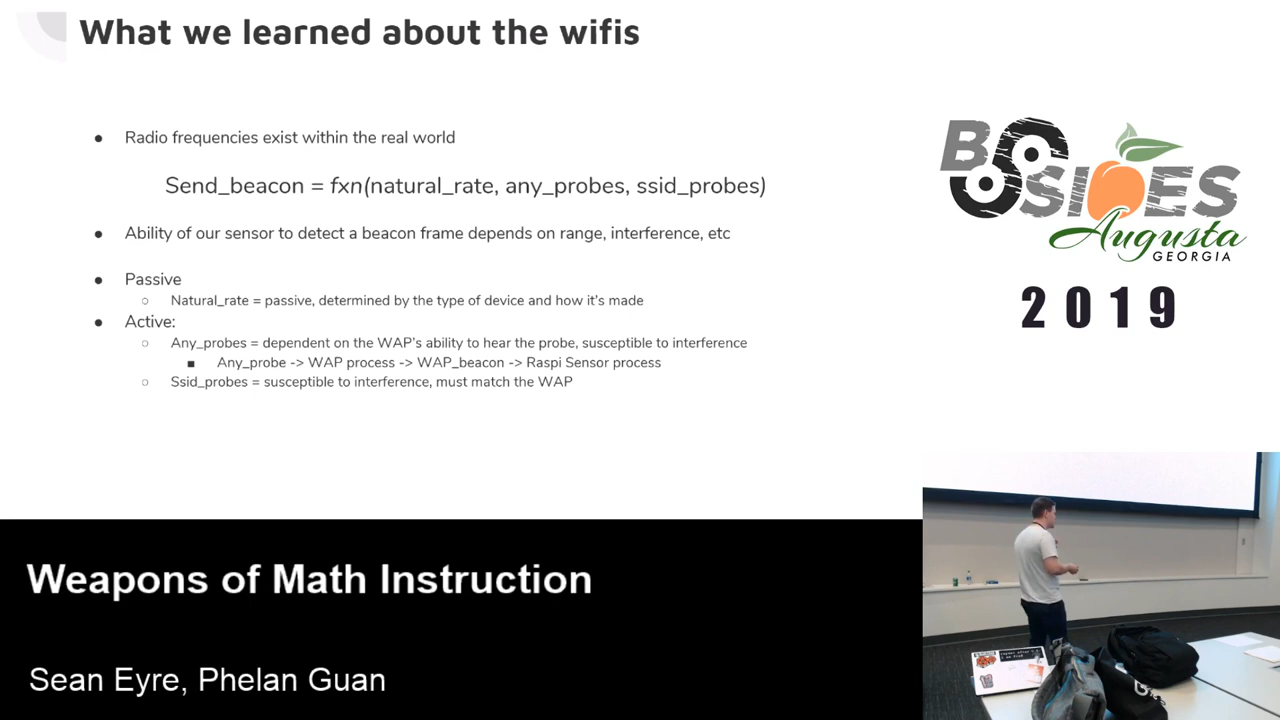 What we learned about the wifis
● Radio frequencies exist within the real world
Send_beacon = fxn(natural_rate, any_probes, ssid_probes)
● Ability of our sensor to detect a beacon frame depends on range, interference, etc
● Passive
○ Natural_rate = passive, determined by the type of device and how it's made
● Active:
○ Any_probes = dependent on the WAP's ability to hear the probe, susceptible to interference
■ Any_probe -> WAP process -> WAP_beacon -> Raspi Sensor process
○ Ssid_probes = susceptible to interference, must match the WAP
BSIDES
Augusta
GEORGIA
2019
Weapons of Math Instruction
Sean Eyre, Phelan Guan